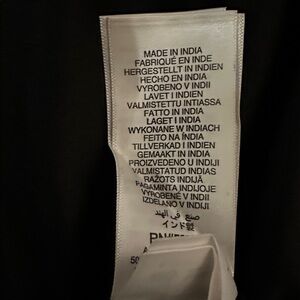 MADE IN INDIA
FABRIQUÉ EN INDE
HERGESTELLT IN INDIEN
HECHO EN INDIA
VYROBENO V INDII
LAVET I INDIEN
VALMISTETTU INTIASSA
FATTO IN INDIA
LAGET I INDIA
WYKONANE W INDIACH
FEITO NA ÍNDIA
TILLVERKAD I INDIEN
GEMAAKT IN INDIA
PROIZVEDENO U INDIJI
VALMISTATUD INDIAS
RAŽOTS INDIJĀ
PAGAMINTA INDIJOJE
VYROBENÉ V INDII
IZDELANO V INDIJI
صنع في الهند
インド製